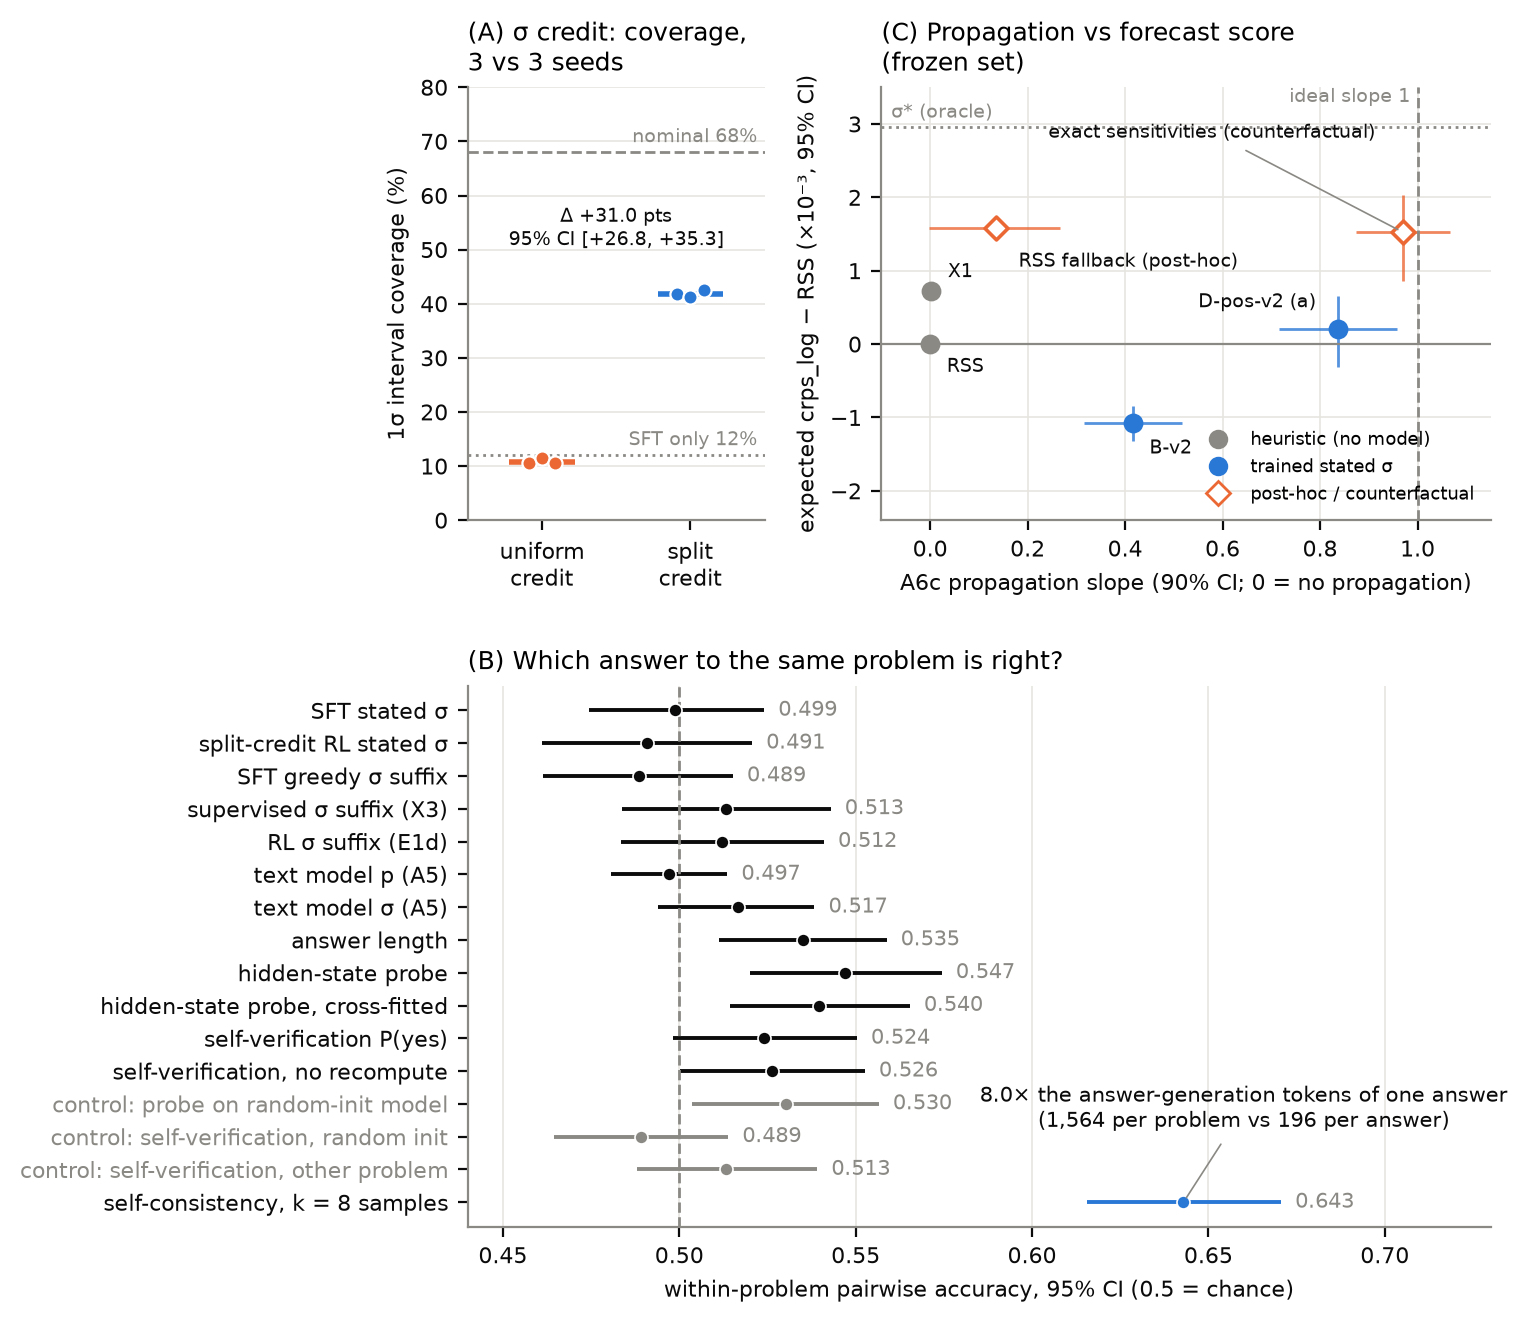 (A) σ credit: coverage,
3 vs 3 seeds
1σ interval coverage (%)
80
70
60
50
40
30
20
10
0
nominal 68%
Δ +31.0 pts
95% CI [+26.8, +35.3]
SFT only 12%
uniform
credit
split
credit
(C) Propagation vs forecast score
(frozen set)
expected crps_log − RSS (×10⁻³, 95% CI)
3
2
1
0
−1
−2
ideal slope 1
σ* (oracle)
exact sensitivities (counterfactual)
RSS fallback (post-hoc)
X1
D-pos-v2 (a)
RSS
B-v2
heuristic (no model)
trained stated σ
post-hoc / counterfactual
0.0 0.2 0.4 0.6 0.8 1.0
A6c propagation slope (90% CI; 0 = no propagation)
(B) Which answer to the same problem is right?
SFT stated σ 0.499
split-credit RL stated σ 0.491
SFT greedy σ suffix 0.489
supervised σ suffix (X3) 0.513
RL σ suffix (E1d) 0.512
text model p (A5) 0.497
text model σ (A5) 0.517
answer length 0.535
hidden-state probe 0.547
hidden-state probe, cross-fitted 0.540
self-verification P(yes) 0.524
self-verification, no recompute 0.526
control: probe on random-init model 0.530
8.0× the answer-generation tokens of one answer
(1,564 per problem vs 196 per answer)
control: self-verification, random init 0.489
control: self-verification, other problem 0.513
self-consistency, k = 8 samples 0.643
0.45 0.50 0.55 0.60 0.65 0.70
within-problem pairwise accuracy, 95% CI (0.5 = chance)